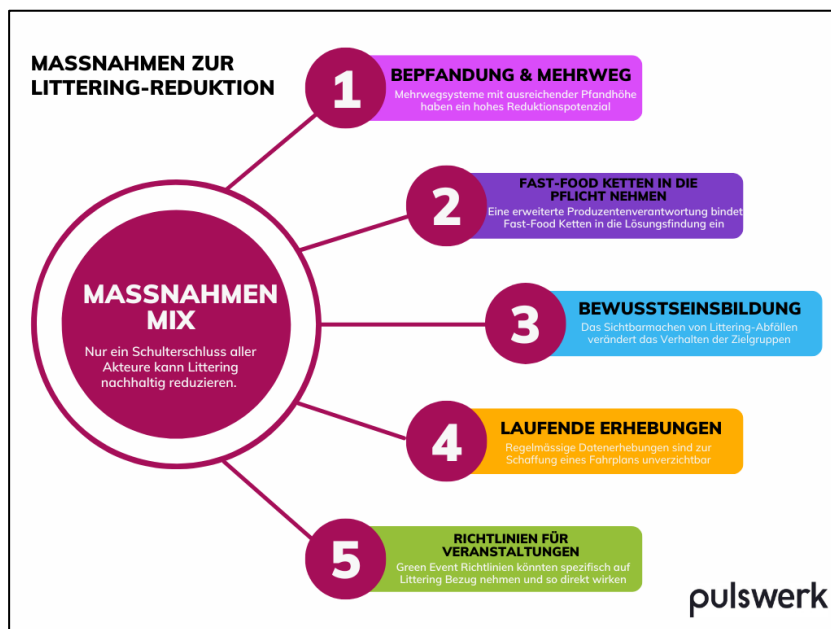 MASSNAHMEN ZUR
LITTERING-REDUKTION
1
BEPFANDUNG & MEHRWEG
Mehrwegsysteme mit ausreichender Pfandhöhe
haben ein hohes Reduktionspotenzial
2
FAST-FOOD KETTEN IN DIE
PFLICHT NEHMEN
Eine erweiterte Produzentenverantwortung bindet
Fast-Food Ketten in die Lösungsfindung ein
MASSNAHMEN
MIX
Nur ein Schulterschluss aller
Akteure kann Littering
nachhaltig reduzieren.
3
BEWUSSTSEINSBILDUNG
Das Sichtbarmachen von Littering-Abfällen
verändert das Verhalten der Zielgruppen
4
LAUFENDE ERHEBUNGEN
Regelmässige Datenerhebungen sind zur
Schaffung eines Fahrplans unverzichtbar
5
RICHTLINIEN FÜR
VERANSTALTUNGEN
Green Event Richtlinien könnten spezifisch auf
Littering Bezug nehmen und so direkt wirken
pulswerk